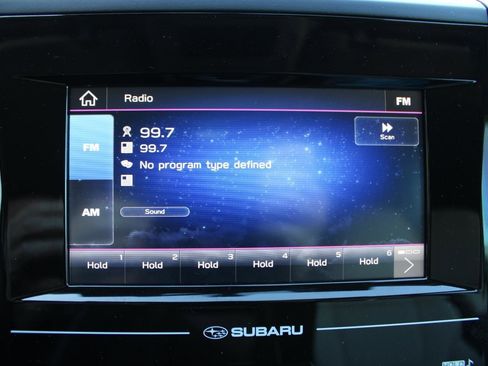 Radio FM
FM 99.7 Scan
99.7
No program type defined
AM Sound
1 2 3 4 5 6
Hold Hold Hold Hold Hold Hold
SUBARU